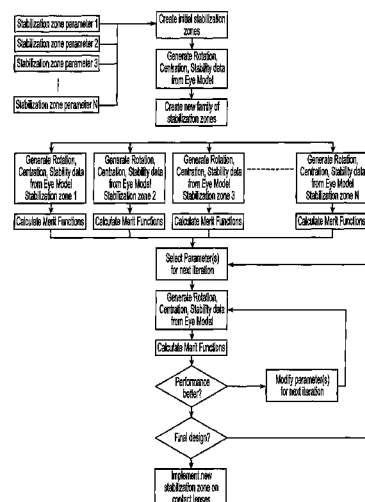 Stabilization zone parameter 1
Stabilization zone parameter 2
Stabilization zone parameter 3
Stabilization zone parameter N
Create initial stabilization
zones
Generate Rotation,
Centration, Stability data
from Eye Model
Create new family of
stabilization zones
Generate Rotation,
Centration, Stability data
from Eye Model
Stabilization zone 1
Generate Rotation,
Centration, Stability data
from Eye Model
Stabilization zone 2
Generate Rotation,
Centration, Stability data
from Eye Model
Stabilization zone 3
Generate Rotation,
Centration, Stability data
from Eye Model
Stabilization zone N
Calculate Merit Functions
Calculate Merit Functions
Calculate Merit Functions
Calculate Merit Functions
Select Parameter(s)
for next iteration
Generate Rotation,
Centration, Stability data
from Eye Model
Calculate Merit Functions
Performance
better?
Modify parameter(s)
for next iteration
Final design?
Implement new
stabilization zone on
contact lenses